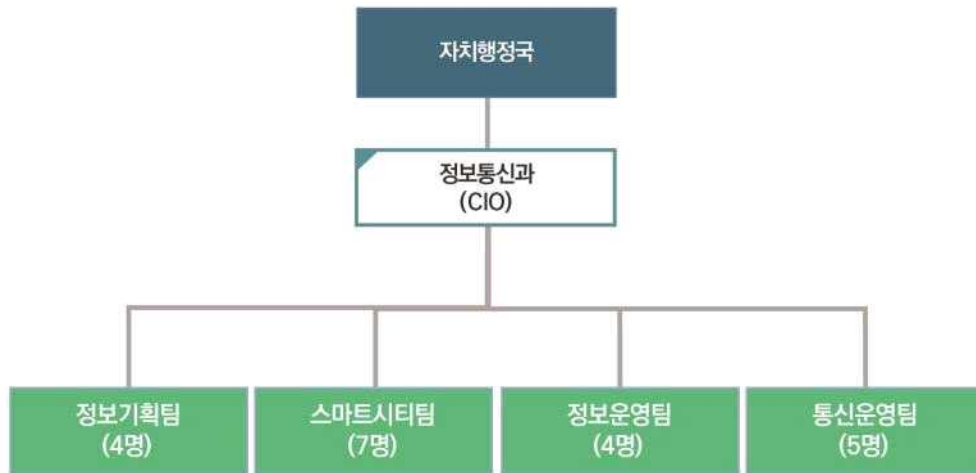 자치행정국
정보통신과
(CIO)
정보기획팀
(4명)
스마트시티팀
(7명)
정보운영팀
(4명)
통신운영팀
(5명)